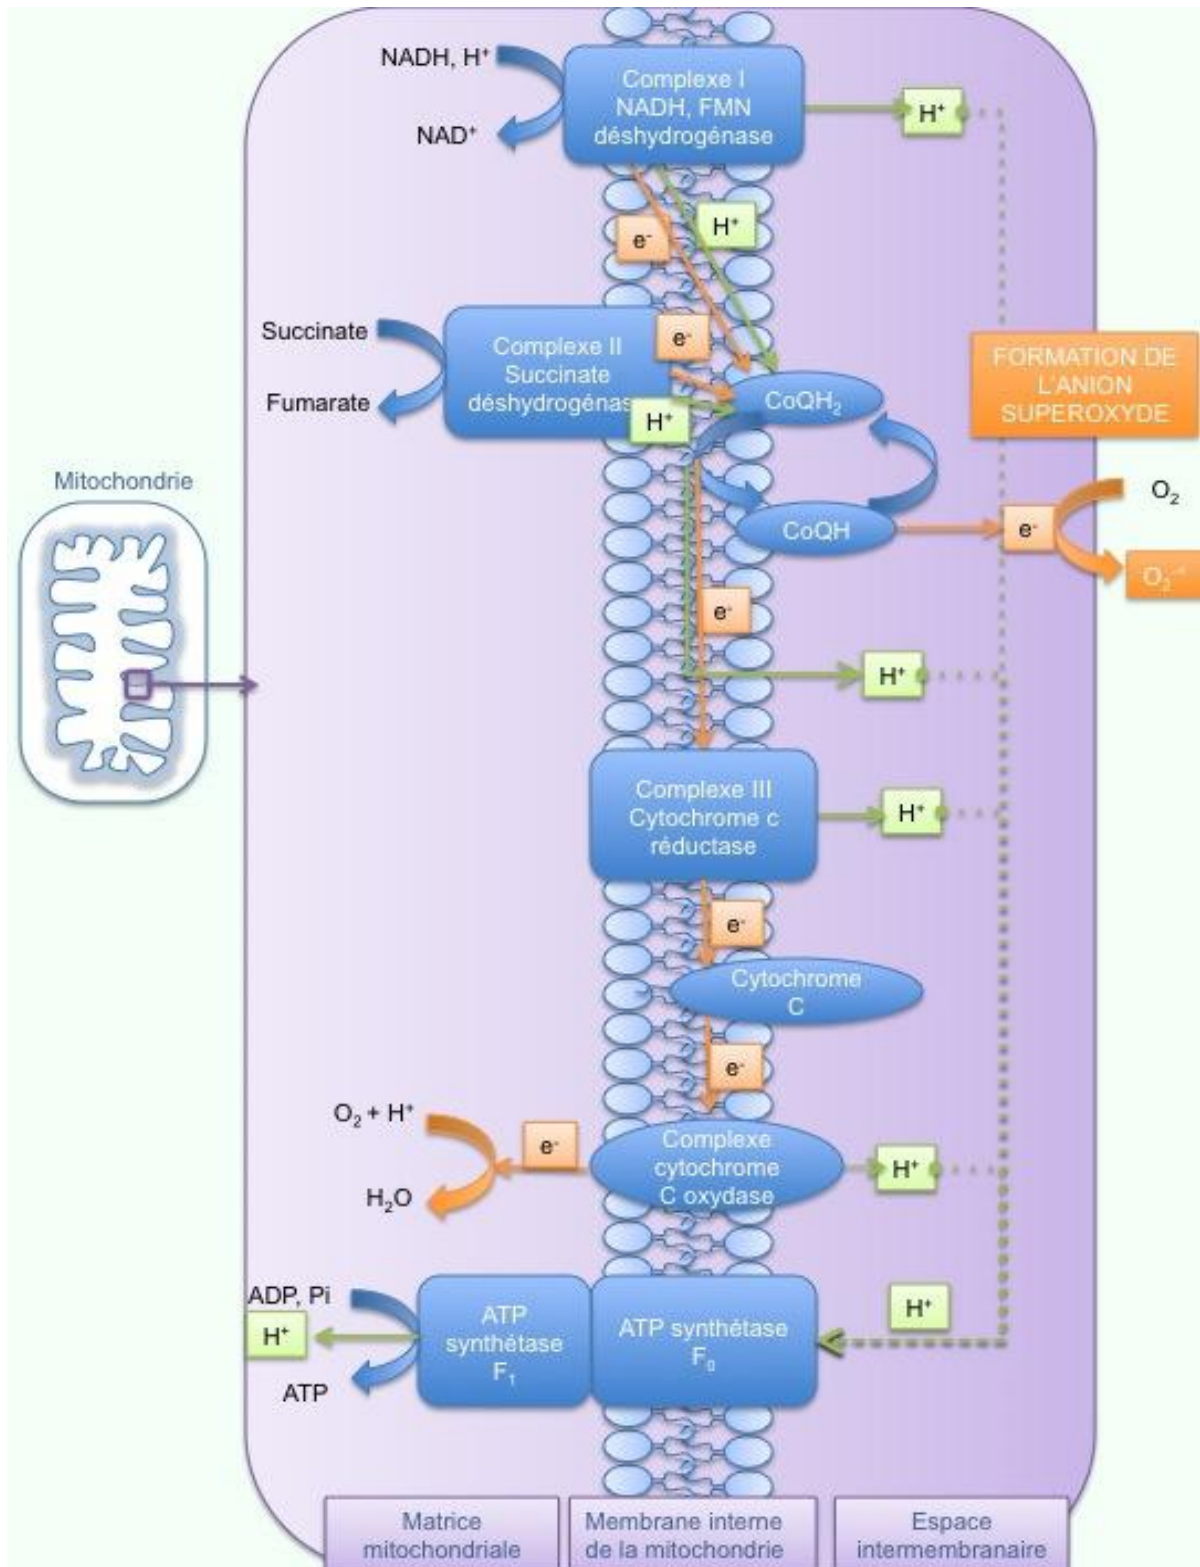 NADH, H⁺
NAD⁺
Complexe I
NADH, FMN
déshydrogénase
H⁺
e⁻
H⁺
Succinate
Fumarate
Complexe II
Succinate
déshydrogénas
e⁻
H⁺
CoQH₂
CoQH
FORMATION DE
L'ANION
SUPEROXYDE
O₂
e⁻
O₂⁻°
Mitochondrie
e⁻
H⁺
Complexe III
Cytochrome c
réductase
H⁺
e⁻
Cytochrome
C
e⁻
O₂ + H⁺
H₂O
e⁻
Complexe
cytochrome
C oxydase
H⁺
ADP, Pi
H⁺
ATP
ATP
synthétase
F₁
ATP synthétase
F₀
H⁺
Matrice
mitochondriale
Membrane interne
de la mitochondrie
Espace
intermembranaire